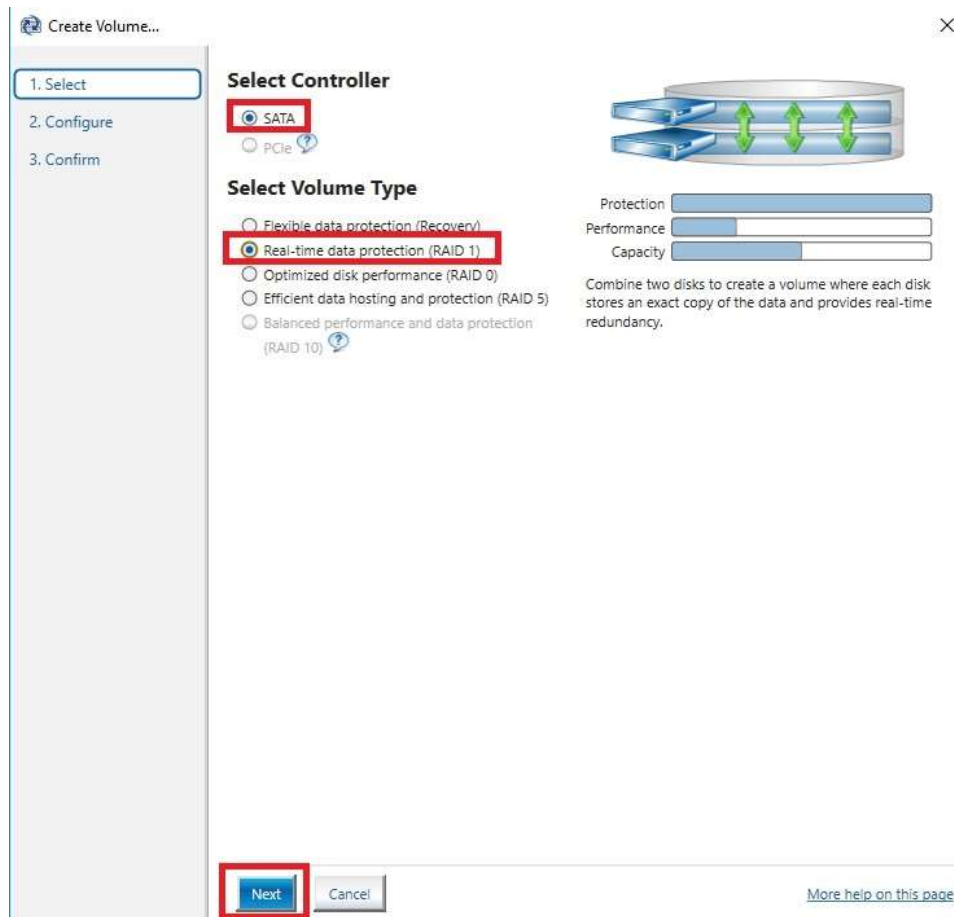 Create Volume...
1. Select
2. Configure
3. Confirm
Select Controller
SATA
PCIe
Select Volume Type
Flexible data protection (Recovery)
Real-time data protection (RAID 1)
Optimized disk performance (RAID 0)
Efficient data hosting and protection (RAID 5)
Balanced performance and data protection
(RAID 10)
Protection
Performance
Capacity
Combine two disks to create a volume where each disk
stores an exact copy of the data and provides real-time
redundancy.
Next
Cancel
More help on this page